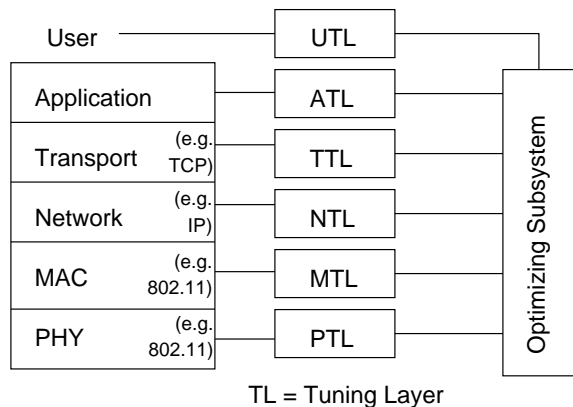 User
UTL
Application
ATL
Transport
(e.g.
TCP)
TTL
Network
(e.g.
IP)
NTL
MAC
(e.g.
802.11)
MTL
PHY
(e.g.
802.11)
PTL
Optimizing Subsystem
TL = Tuning Layer